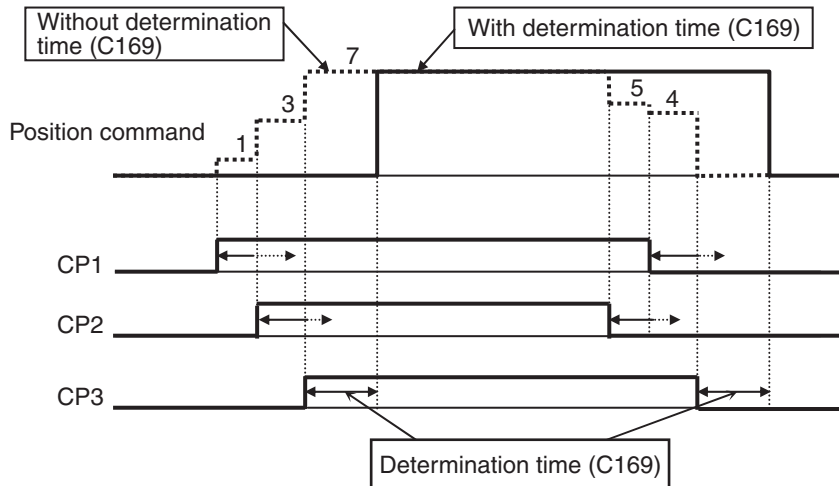 Without determination
time (C169)
With determination time (C169)
7
3
5
4
1
Position command
CP1
CP2
CP3
Determination time (C169)